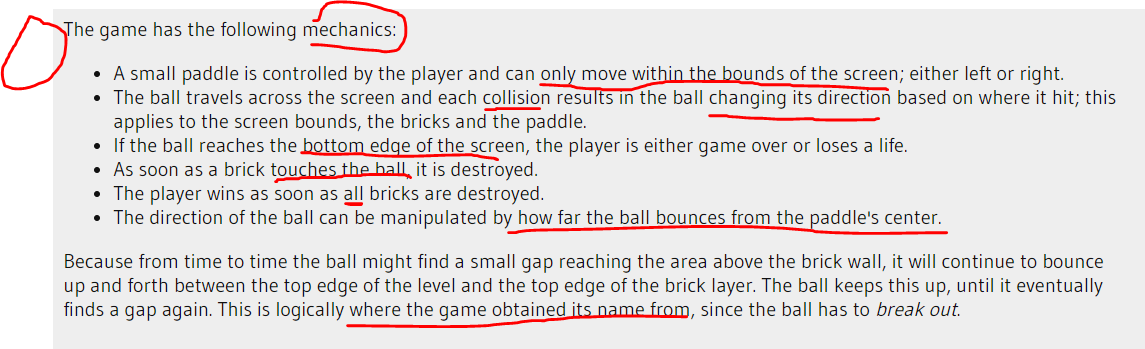 The game has the following mechanics:
• A small paddle is controlled by the player and can only move within the bounds of the screen; either left or right.
• The ball travels across the screen and each collision results in the ball changing its direction based on where it hit; this
applies to the screen bounds, the bricks and the paddle.
• If the ball reaches the bottom edge of the screen, the player is either game over or loses a life.
• As soon as a brick touches the ball, it is destroyed.
• The player wins as soon as all bricks are destroyed.
• The direction of the ball can be manipulated by how far the ball bounces from the paddle's center.
Because from time to time the ball might find a small gap reaching the area above the brick wall, it will continue to bounce
up and forth between the top edge of the level and the top edge of the brick layer. The ball keeps this up, until it eventually
finds a gap again. This is logically where the game obtained its name from, since the ball has to break out.